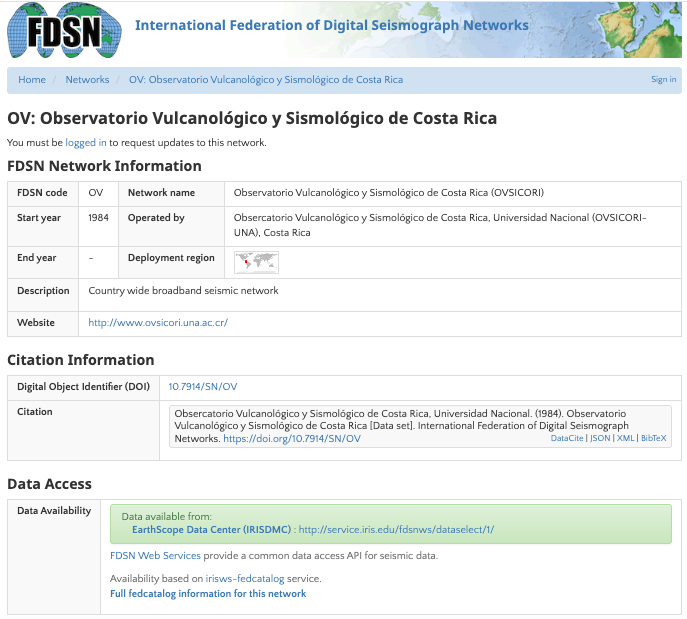 FDSN
International Federation of Digital Seismograph Networks
Home / Networks / OV: Observatorio Vulcanológico y Sismológico de Costa Rica
Sign in
OV: Observatorio Vulcanológico y Sismológico de Costa Rica
You must be logged in to request updates to this network.
FDSN Network Information
FDSN code OV Network name Observatorio Vulcanológico y Sismológico de Costa Rica (OVSICORI)
Start year 1984 Operated by Obsercatorio Vulcanológico y Sismológico de Costa Rica, Universidad Nacional (OVSICORI-
UNA), Costa Rica
End year - Deployment region
Description Country wide broadband seismic network
Website http://www.ovsicori.una.ac.cr/
Citation Information
Digital Object Identifier (DOI) 10.7914/SN/OV
Citation Obsercatorio Vulcanológico y Sismológico de Costa Rica, Universidad Nacional. (1984). Observatorio
Vulcanológico y Sismológico de Costa Rica [Data set]. International Federation of Digital Seismograph
Networks. https://doi.org/10.7914/SN/OV DataCite | JSON | XML | BibTeX
Data Access
Data Availability
Data available from:
EarthScope Data Center (IRISDMC) : http://service.iris.edu/fdsnws/dataselect/1/
FDSN Web Services provide a common data access API for seismic data.
Availability based on irisws-fedcatalog service.
Full fedcatalog information for this network